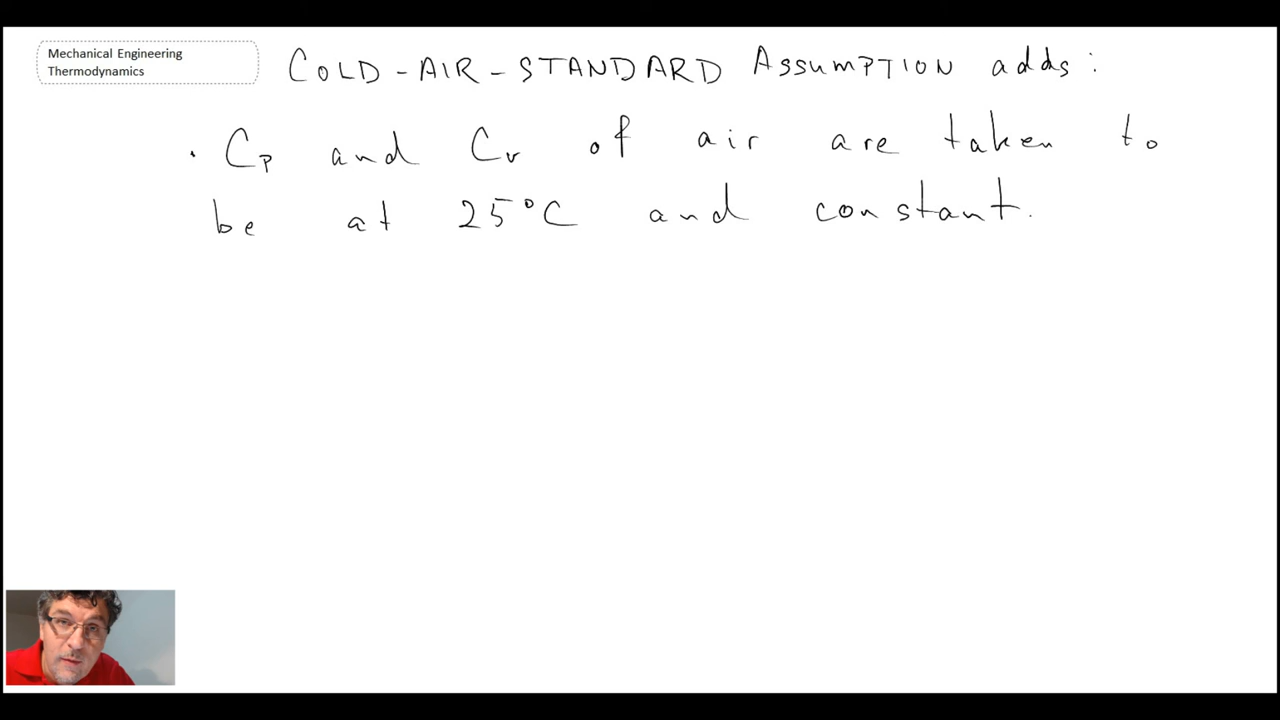 Mechanical Engineering
Thermodynamics
COLD-AIR-STANDARD ASSUMPTION adds:
· Cp and Cv of air are taken to
be at 25°C and constant.